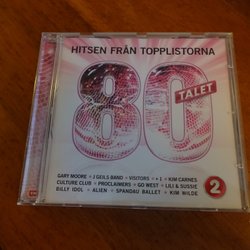 HITSEN FRÅN TOPPLISTORNA
80
TALET
GARY MOORE ★ J GEILS BAND ★ VISITORS ★ + 1 ★ KIM CARNES
CULTURE CLUB ★ PROCLAIMERS ★ GO WEST ★ LILI & SUSSIE
BILLY IDOL ★ ALIEN ★ SPANDAU BALLET ★ KIM WILDE
2